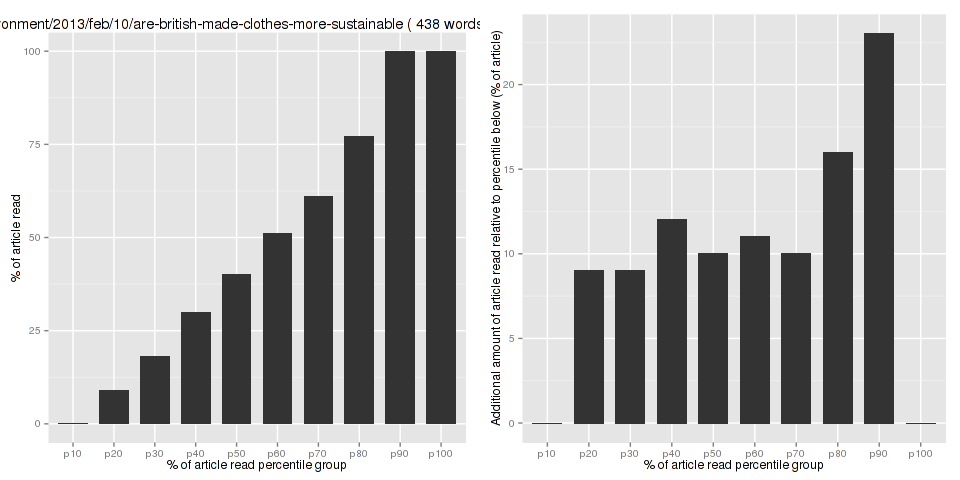 onment/2013/feb/10/are-british-made-clothes-more-sustainable ( 438 words
% of article read
100
75
50
25
0
p10 p20 p30 p40 p50 p60 p70 p80 p90 p100
% of article read percentile group
Additional amount of article read relative to percentile below (% of article)
20
15
10
5
0
p10 p20 p30 p40 p50 p60 p70 p80 p90 p100
% of article read percentile group